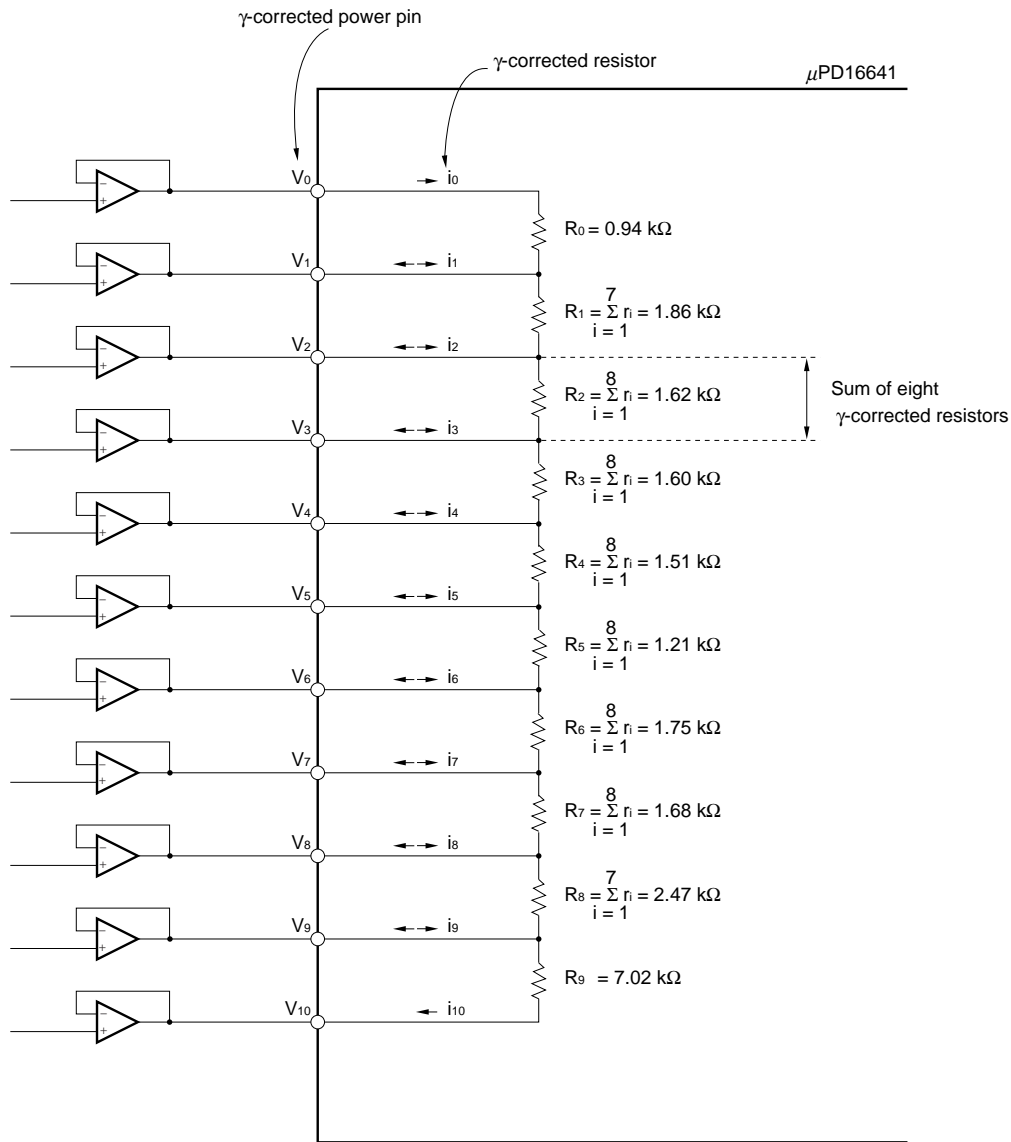 γ-corrected power pin
γ-corrected resistor
μPD16641
V0
i0
R0 = 0.94 kΩ
V1
i1
7
R1 = Σ ri = 1.86 kΩ
i = 1
V2
i2
8
R2 = Σ ri = 1.62 kΩ
i = 1
Sum of eight
γ-corrected resistors
V3
i3
8
R3 = Σ ri = 1.60 kΩ
i = 1
V4
i4
8
R4 = Σ ri = 1.51 kΩ
i = 1
V5
i5
8
R5 = Σ ri = 1.21 kΩ
i = 1
V6
i6
8
R6 = Σ ri = 1.75 kΩ
i = 1
V7
i7
8
R7 = Σ ri = 1.68 kΩ
i = 1
V8
i8
7
R8 = Σ ri = 2.47 kΩ
i = 1
V9
i9
R9 = 7.02 kΩ
V10
i10